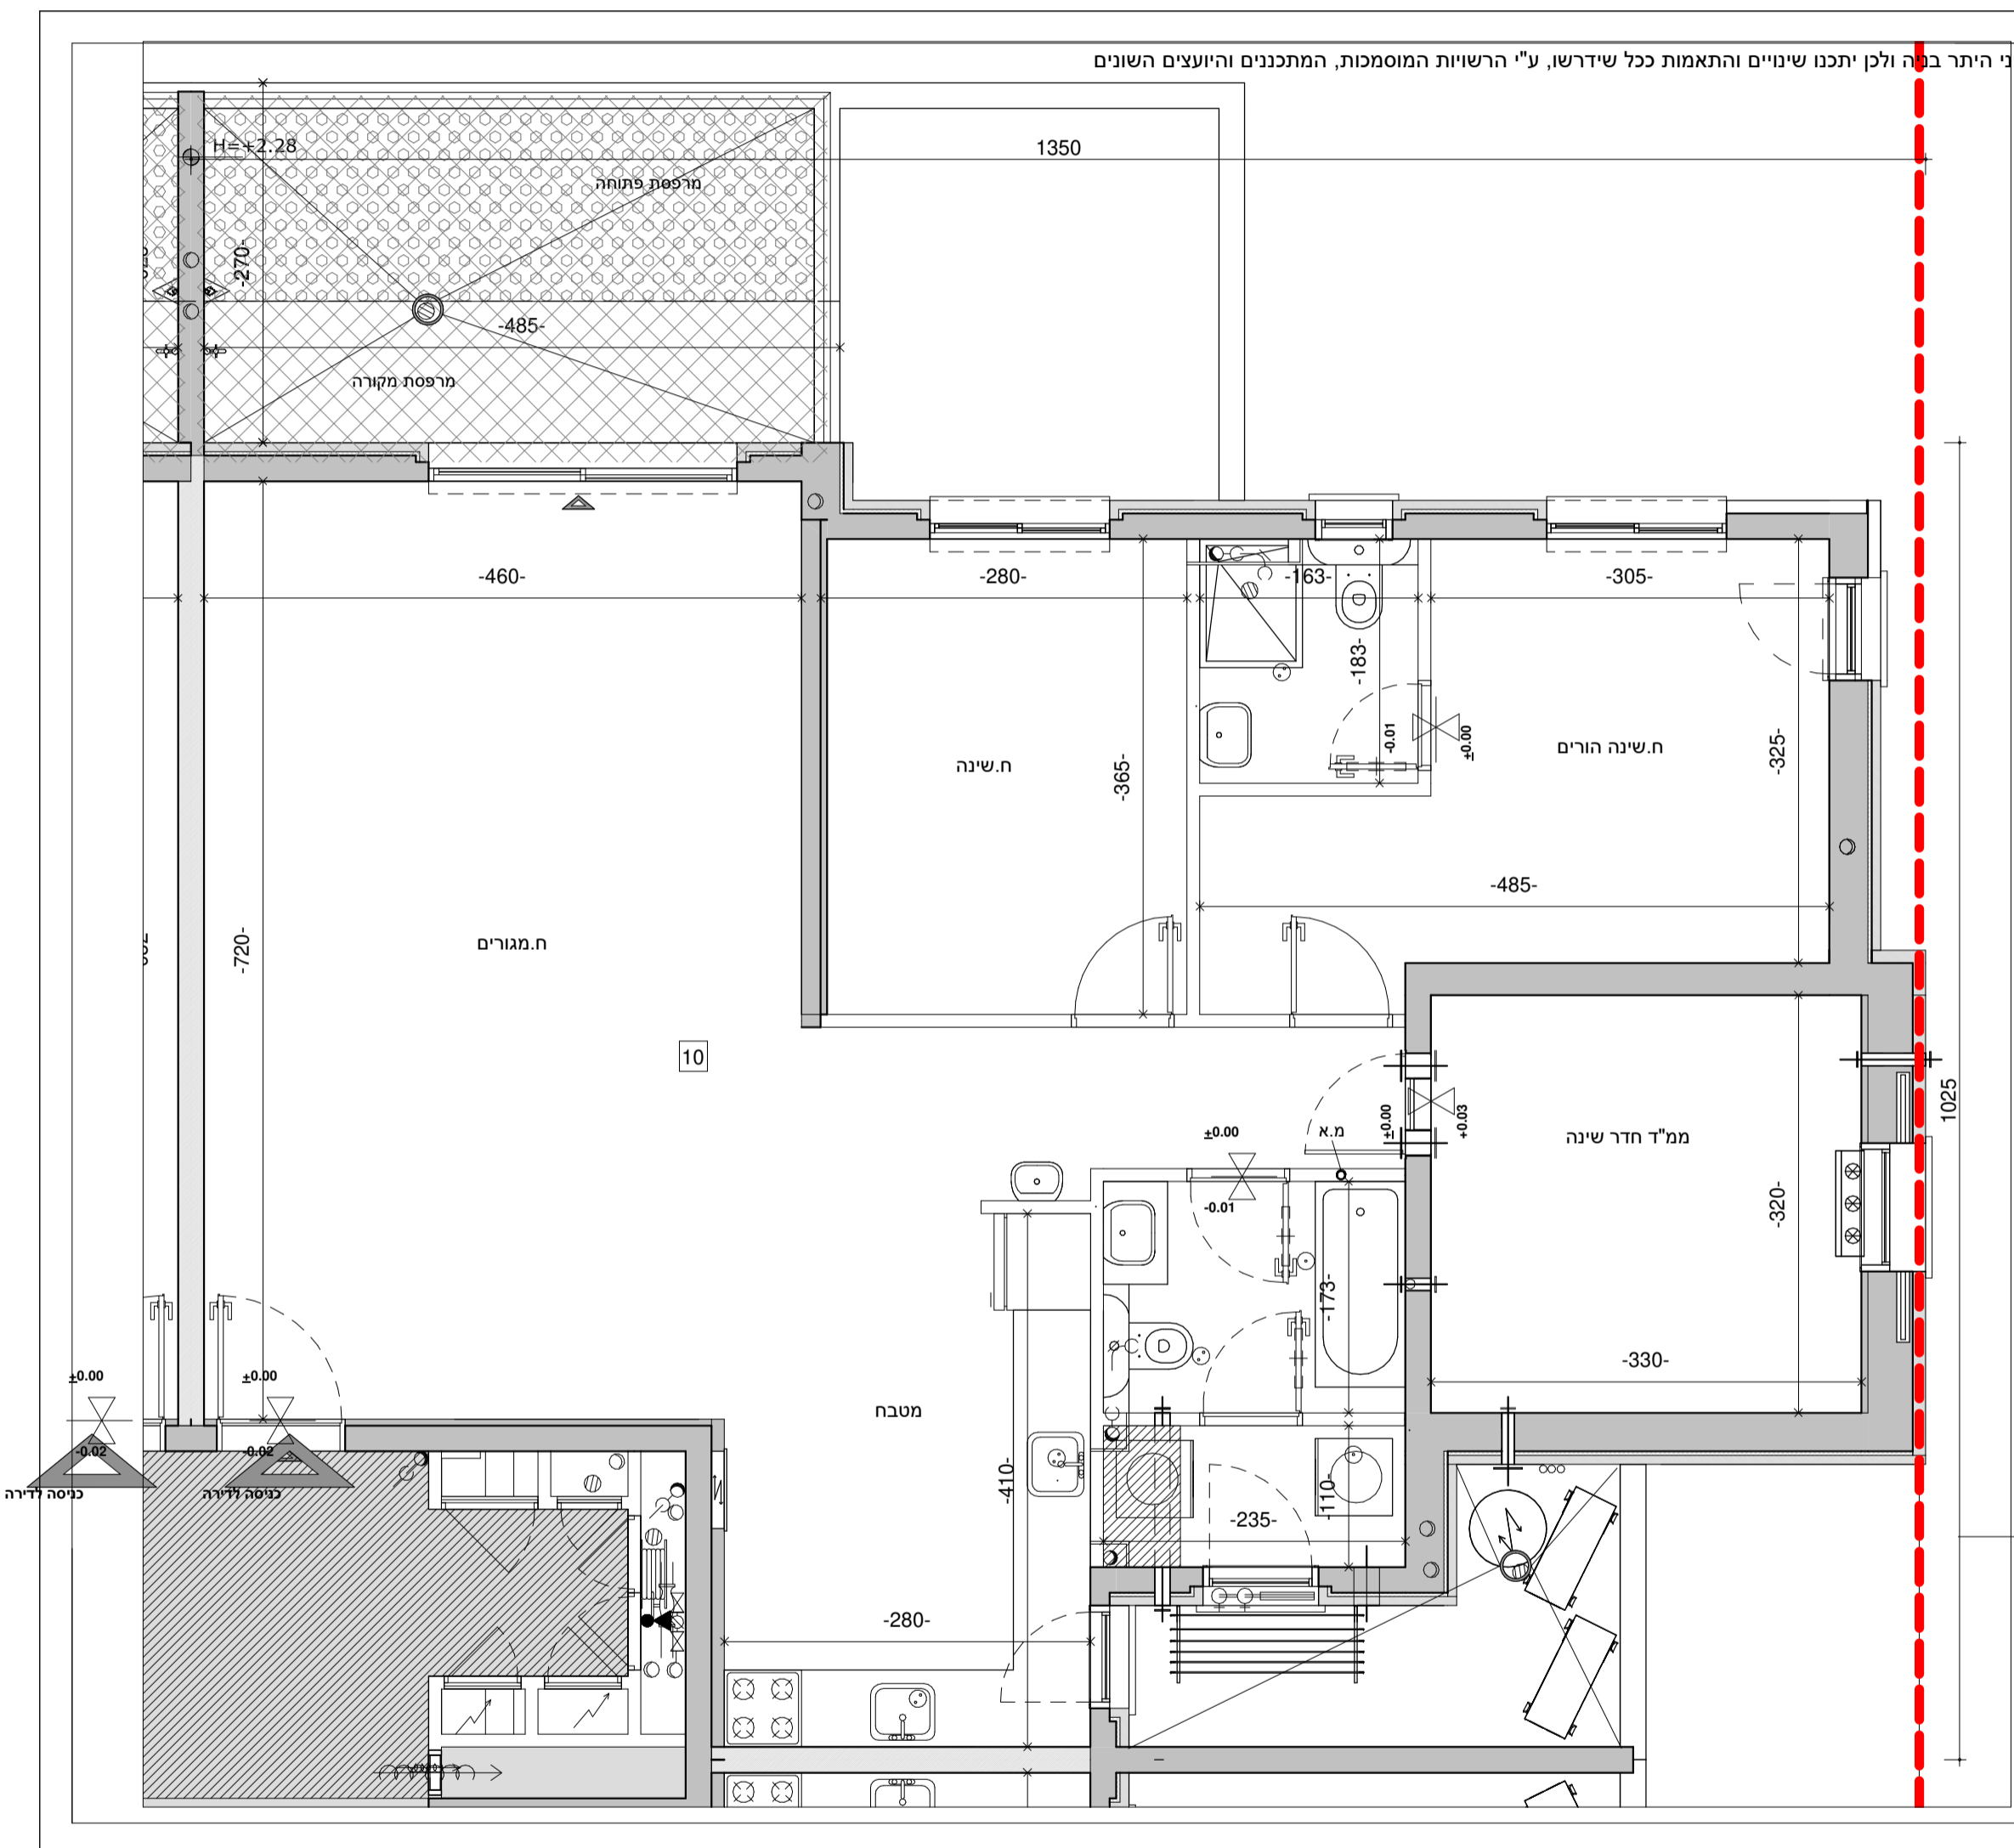 ני היתר בניה ולכן יתכנו שינויים והתאמות ככל שידרשו, ע"י הרשויות המוסמכות, המתכננים והיועצים השונים
H=+2.28
1350
מרפסת פתוחה
-270-
-485-
מרפסת מקורה
-460-
-280-
-163-
-305-
-183-
-0.01
±0.00
ח.שינה הורים
-325-
ח.שינה
-365-
-485-
ח.מגורים
-720-
10
1025
±0.00
+0.03
מ.א
±0.00
-0.01
ממ"ד חדר שינה
-320-
-173-
-330-
±0.00
±0.00
מטבח
-0.02
-0.02
כניסה לדירה
כניסה לדירה
-410-
-110-
-235-
-280-